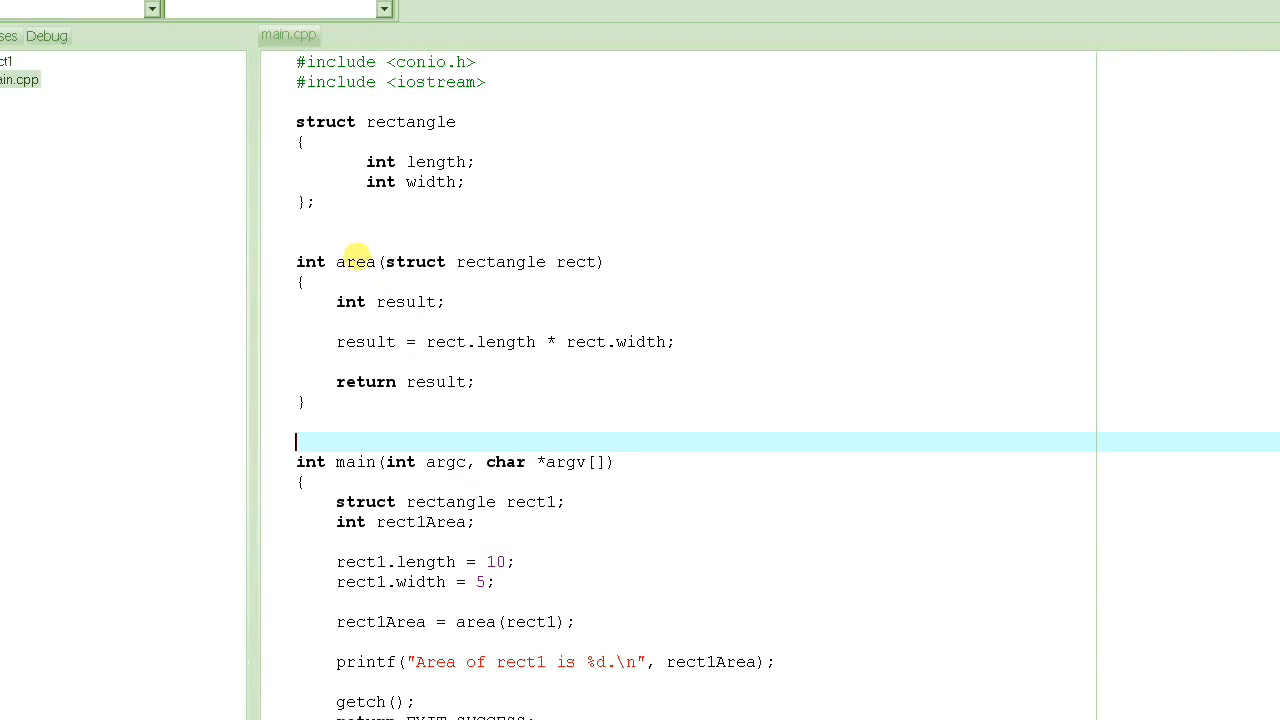 ses Debug
main.cpp
ct1
ain.cpp
#include <conio.h>
#include <iostream>
struct rectangle
{
int length;
int width;
};
int area(struct rectangle rect)
{
int result;
result = rect.length * rect.width;
return result;
}
int main(int argc, char *argv[])
{
struct rectangle rect1;
int rect1Area;
rect1.length = 10;
rect1.width = 5;
rect1Area = area(rect1);
printf("Area of rect1 is %d.\n", rect1Area);
getch();
return EXIT_SUCCESS;